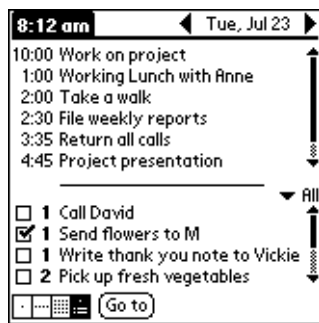 8:12 am Tue, Jul 23
10:00 Work on project
1:00 Working Lunch with Anne
2:00 Take a walk
2:30 File weekly reports
3:35 Return all calls
4:45 Project presentation
All
1 Call David
1 Send flowers to M
1 Write thank you note to Vickie
2 Pick up fresh vegetables
Go to